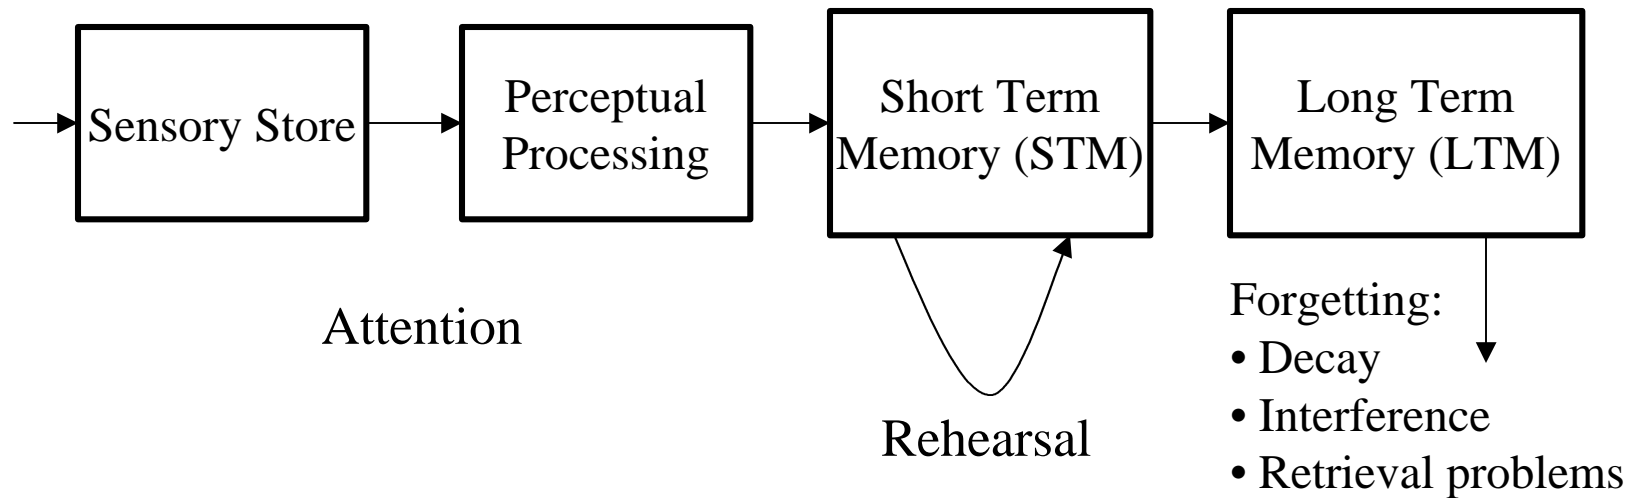 Sensory Store
Perceptual
Processing
Short Term
Memory (STM)
Long Term
Memory (LTM)
Attention
Rehearsal
Forgetting:
• Decay
• Interference
• Retrieval problems